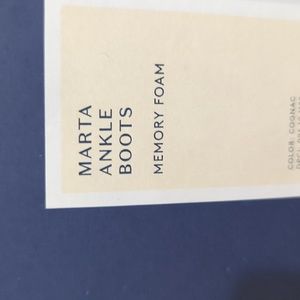 MARTA
ANKLE
BOOTS
MEMORY FOAM
COLOR: COGNAC